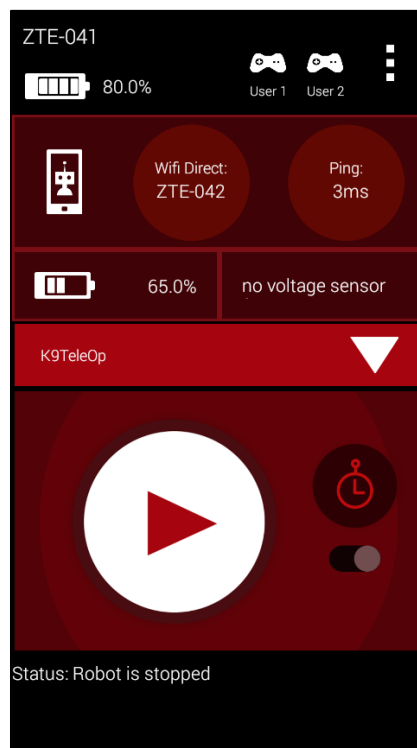 ZTE-041
80.0%
User 1
User 2
Wifi Direct:
ZTE-042
Ping:
3ms
65.0%
no voltage sensor
K9TeleOp
Status: Robot is stopped